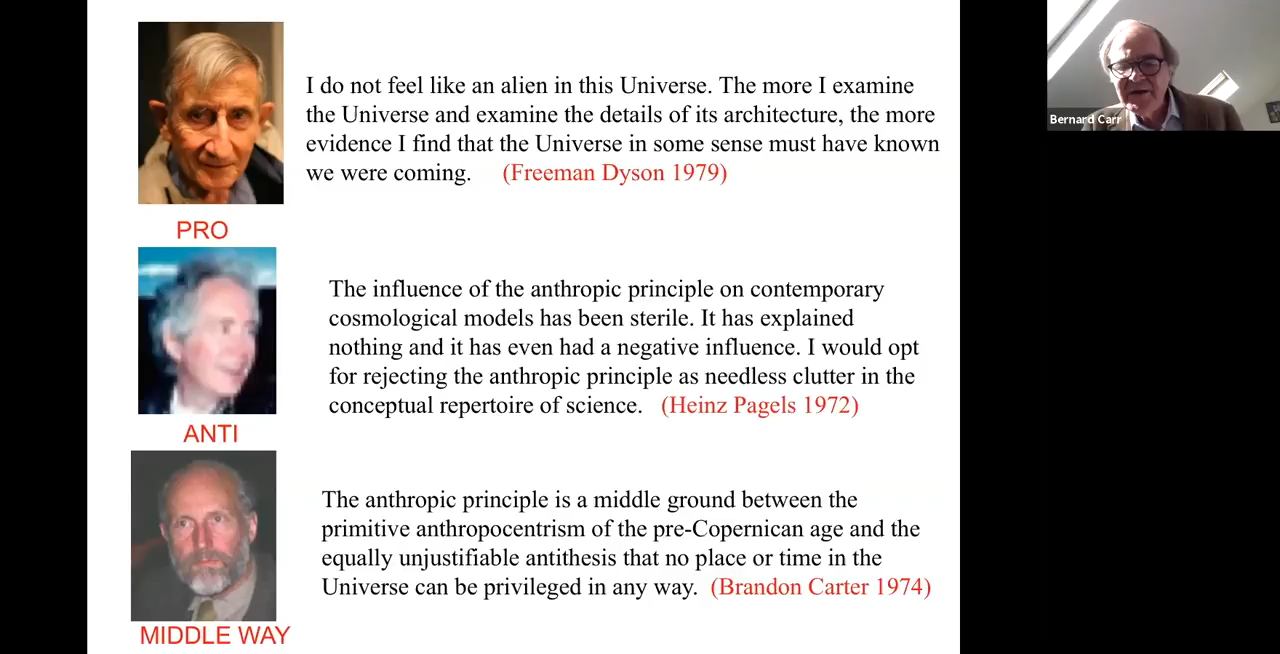 I do not feel like an alien in this Universe. The more I examine
the Universe and examine the details of its architecture, the more
evidence I find that the Universe in some sense must have known
we were coming. (Freeman Dyson 1979)
PRO
The influence of the anthropic principle on contemporary
cosmological models has been sterile. It has explained
nothing and it has even had a negative influence. I would opt
for rejecting the anthropic principle as needless clutter in the
conceptual repertoire of science. (Heinz Pagels 1972)
ANTI
The anthropic principle is a middle ground between the
primitive anthropocentrism of the pre-Copernican age and the
equally unjustifiable antithesis that no place or time in the
Universe can be privileged in any way. (Brandon Carter 1974)
MIDDLE WAY
Bernard Carr